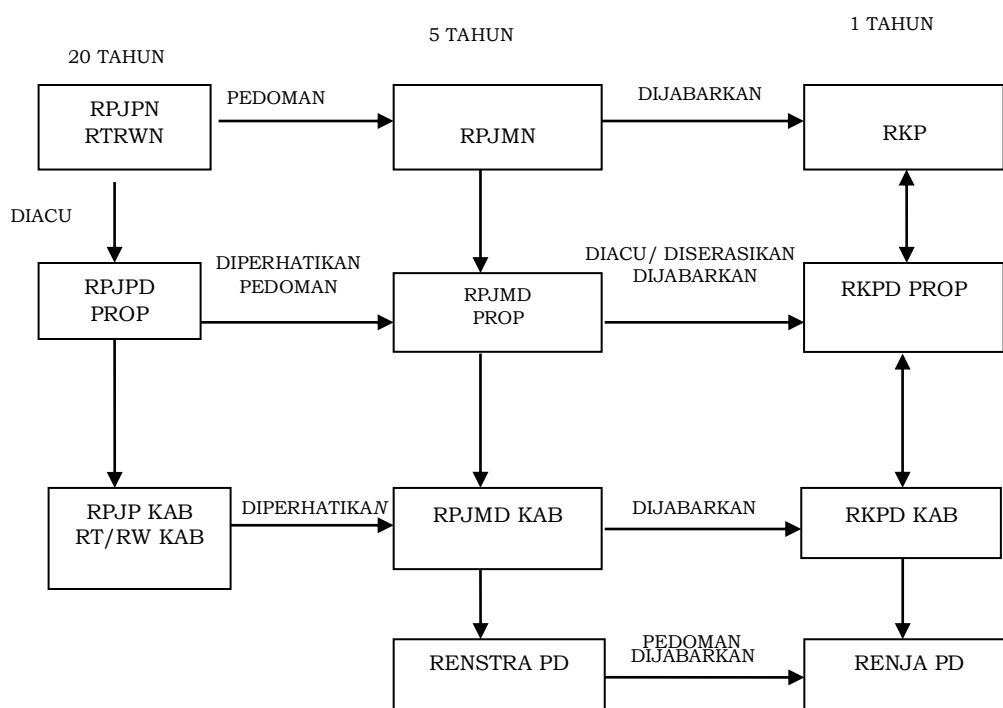 20 TAHUN
5 TAHUN
1 TAHUN
RPJPN
RTRWN
PEDOMAN
RPJMN
DIJABARKAN
RKP
DIACU
RPJPD
PROP
DIPERHATIKAN
PEDOMAN
RPJMD
PROP
DIACU/ DISERASIKAN
DIJABARKAN
RKPD PROP
RPJP KAB
RT/RW KAB
DIPERHATIKAN
RPJMD KAB
DIJABARKAN
RKPD KAB
RENSTRA PD
PEDOMAN
DIJABARKAN
RENJA PD